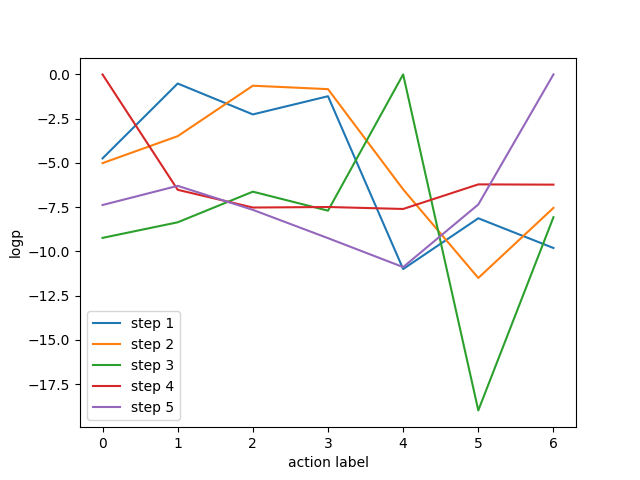 0.0
−2.5
−5.0
−7.5
−10.0
−12.5
−15.0
−17.5
logp
step 1
step 2
step 3
step 4
step 5
0 1 2 3 4 5 6
action label